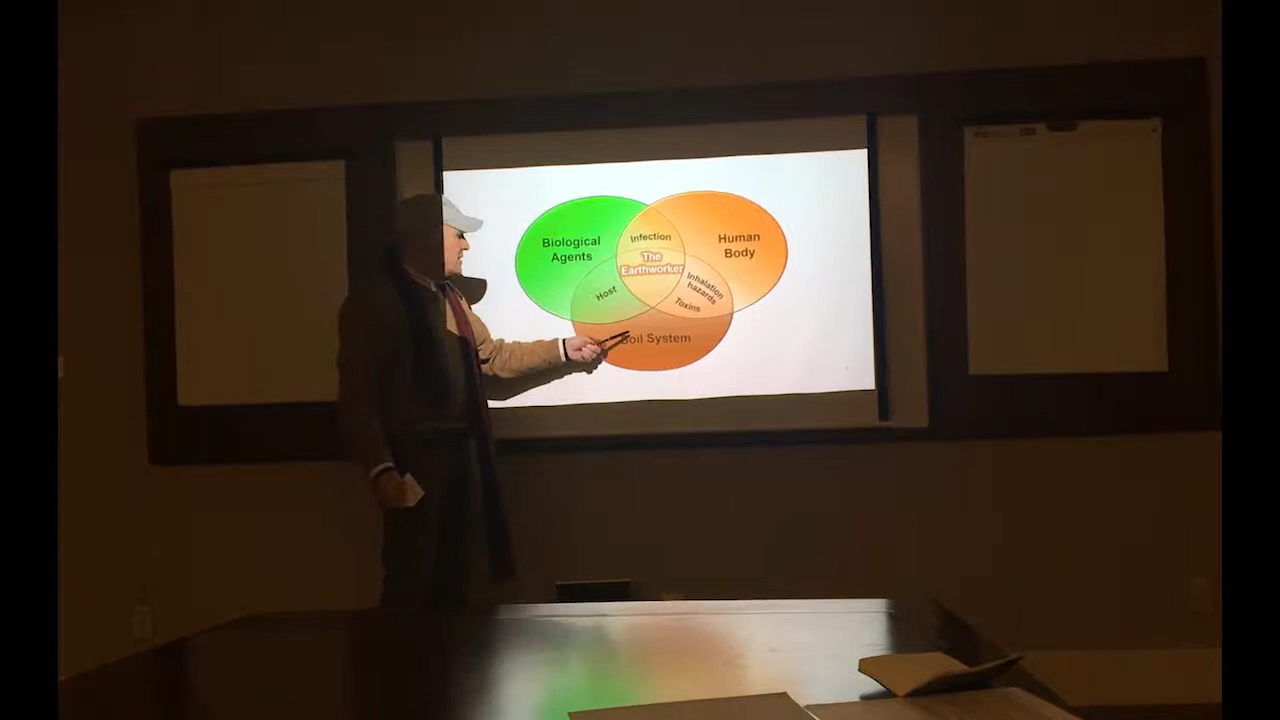 Biological
Agents
Infection
Human
Body
The
Earthworker
Host
Inhalation
hazards
Toxins
Soil System